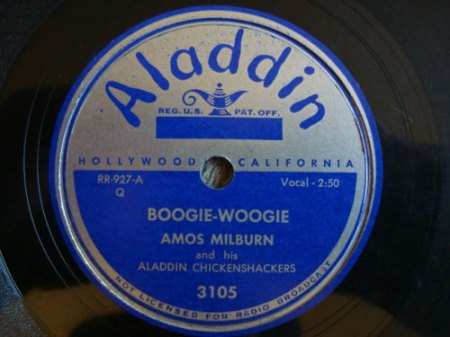 Aladdin
REG. U.S. PAT. OFF.
HOLLYWOOD CALIFORNIA
RR-927-A Vocal - 2:50
Q
BOOGIE-WOOGIE
AMOS MILBURN
and his
ALADDIN CHICKENSHACKERS
3105
NOT LICENSED FOR RADIO BROADCAST